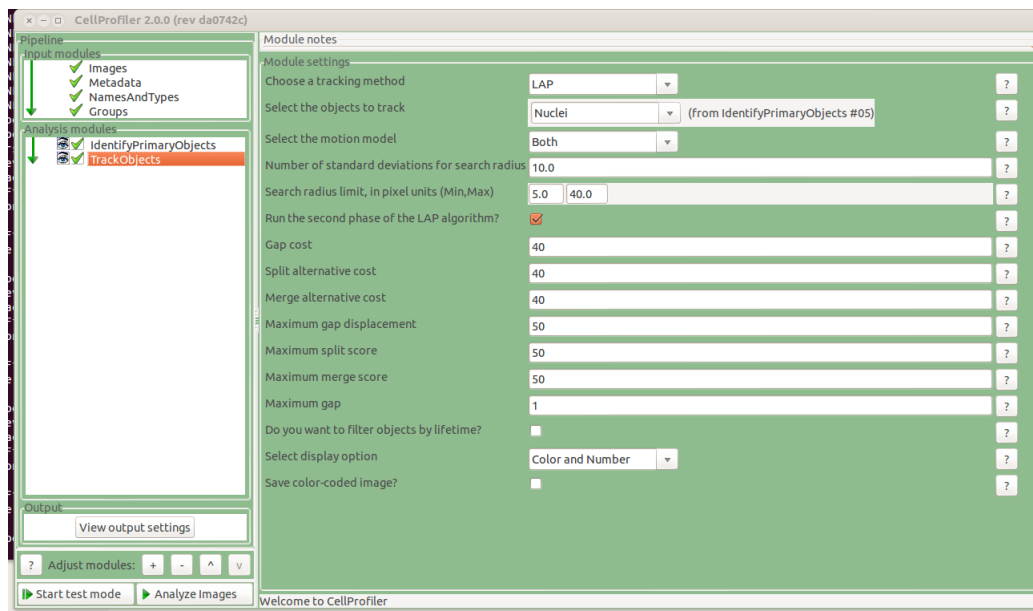 CellProfiler 2.0.0 (rev da0742c)
Pipeline
Input modules
Images
Metadata
NamesAndTypes
Groups
Analysis modules
IdentifyPrimaryObjects
TrackObjects
Output
View output settings
? Adjust modules: + - ^ v
Start test mode Analyze Images
Module notes
Module settings
Choose a tracking method LAP ?
Select the objects to track Nuclei (from IdentifyPrimaryObjects #05) ?
Select the motion model Both ?
Number of standard deviations for search radius 10.0 ?
Search radius limit, in pixel units (Min,Max) 5.0 40.0 ?
Run the second phase of the LAP algorithm? ?
Gap cost 40 ?
Split alternative cost 40 ?
Merge alternative cost 40 ?
Maximum gap displacement 50 ?
Maximum split score 50 ?
Maximum merge score 50 ?
Maximum gap 1 ?
Do you want to filter objects by lifetime? ?
Select display option Color and Number ?
Save color-coded image? ?
Welcome to CellProfiler